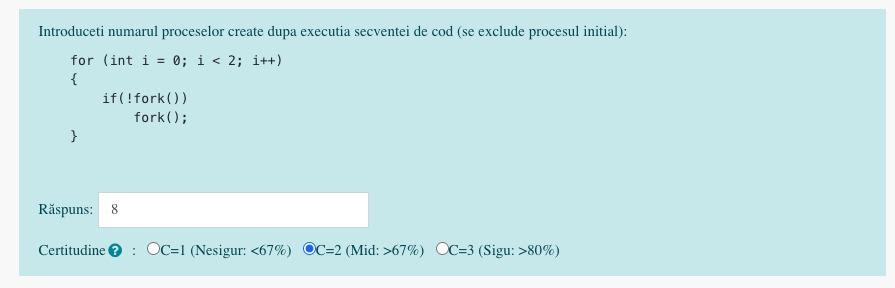 Introduceti numarul proceselor create dupa executia secventei de cod (se exclude procesul initial):
for (int i = 0; i < 2; i++)
{
if(!fork())
fork();
}
Răspuns: 8
Certitudine ? : C=1 (Nesigur: <67%) C=2 (Mid: >67%) C=3 (Sigu: >80%)